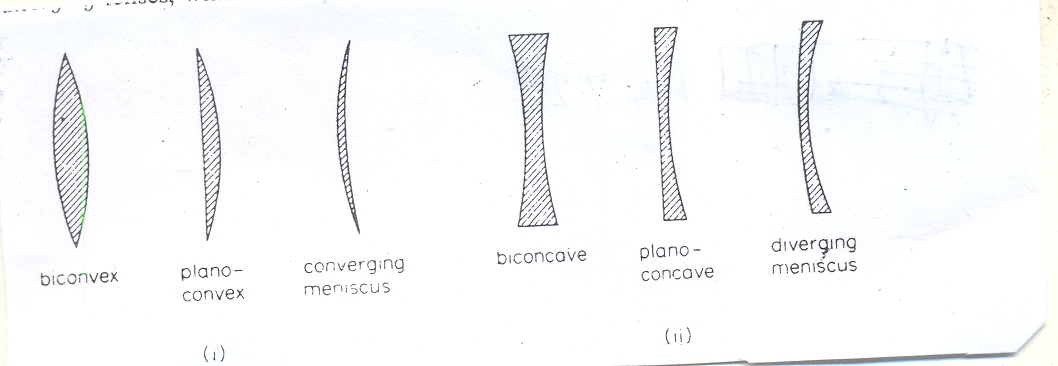 biconvex
plano-
convex
converging
meniscus
biconcave
plano-
concave
diverging
meniscus
(i)
(ii)